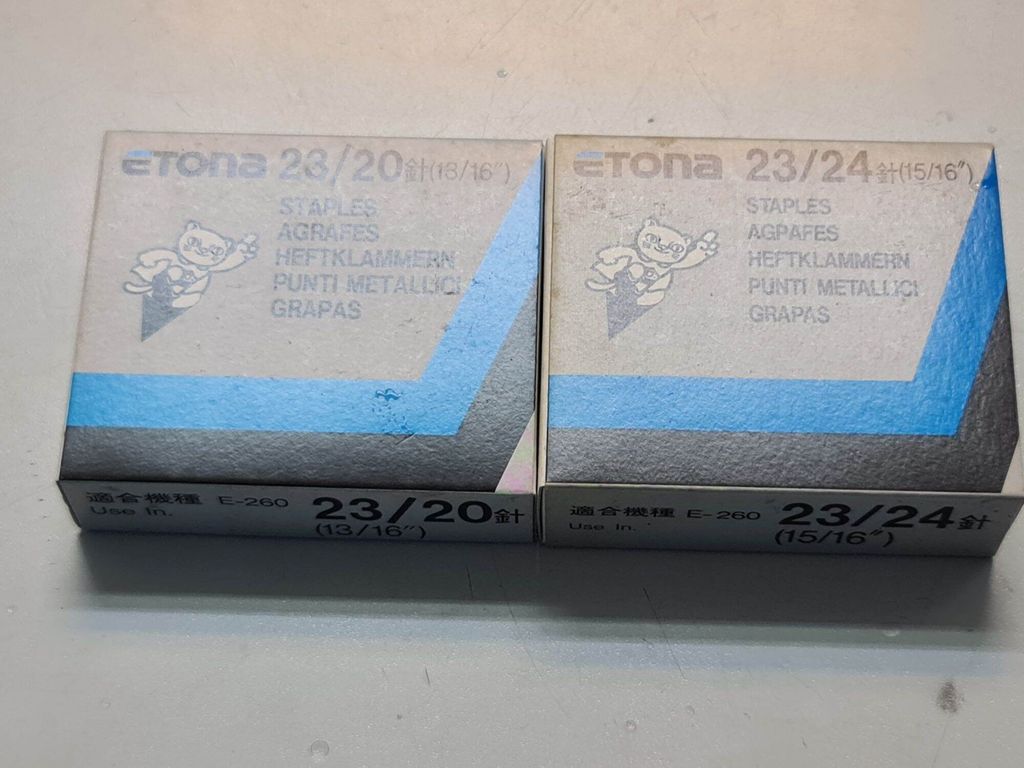 ETONA 23/20針(13/16")
STAPLES
AGRAFES
HEFTKLAMMERN
PUNTI METALLICI
GRAPAS
適合機種 E-260 23/20針
Use In. (13/16")
ETONA 23/24針(15/16")
STAPLES
AGPAFES
HEFTKLAMMERN
PUNTI METALLICI
GRAPAS
適合機種 E-260 23/24針
Use In. (15/16")